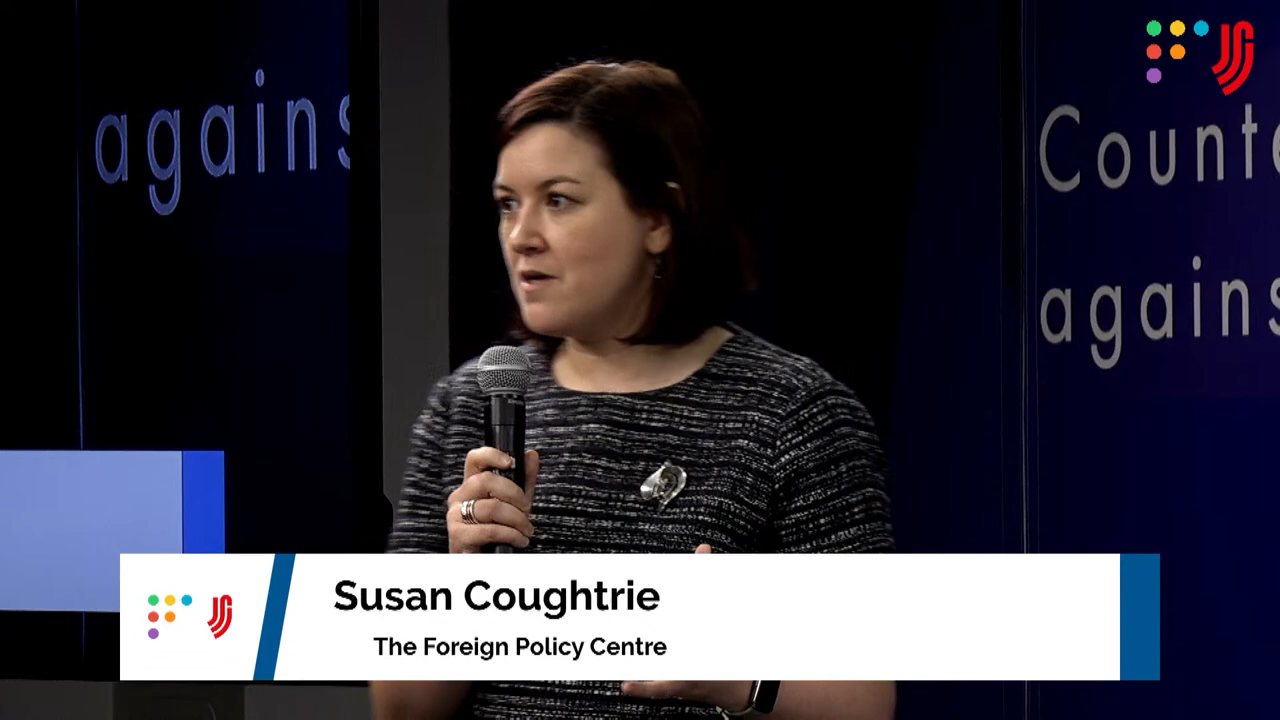 agains
Counte
agains
Susan Coughtrie
The Foreign Policy Centre